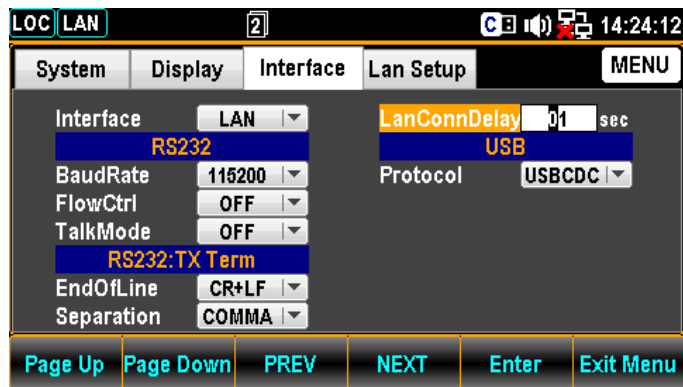 LOC LAN 2 C 14:24:12
System Display Interface Lan Setup MENU
Interface LAN LanConnDelay 01 sec
RS232 USB
BaudRate 115200 Protocol USBCDC
FlowCtrl OFF
TalkMode OFF
RS232:TX Term
EndOfLine CR+LF
Separation COMMA
Page Up Page Down PREV NEXT Enter Exit Menu